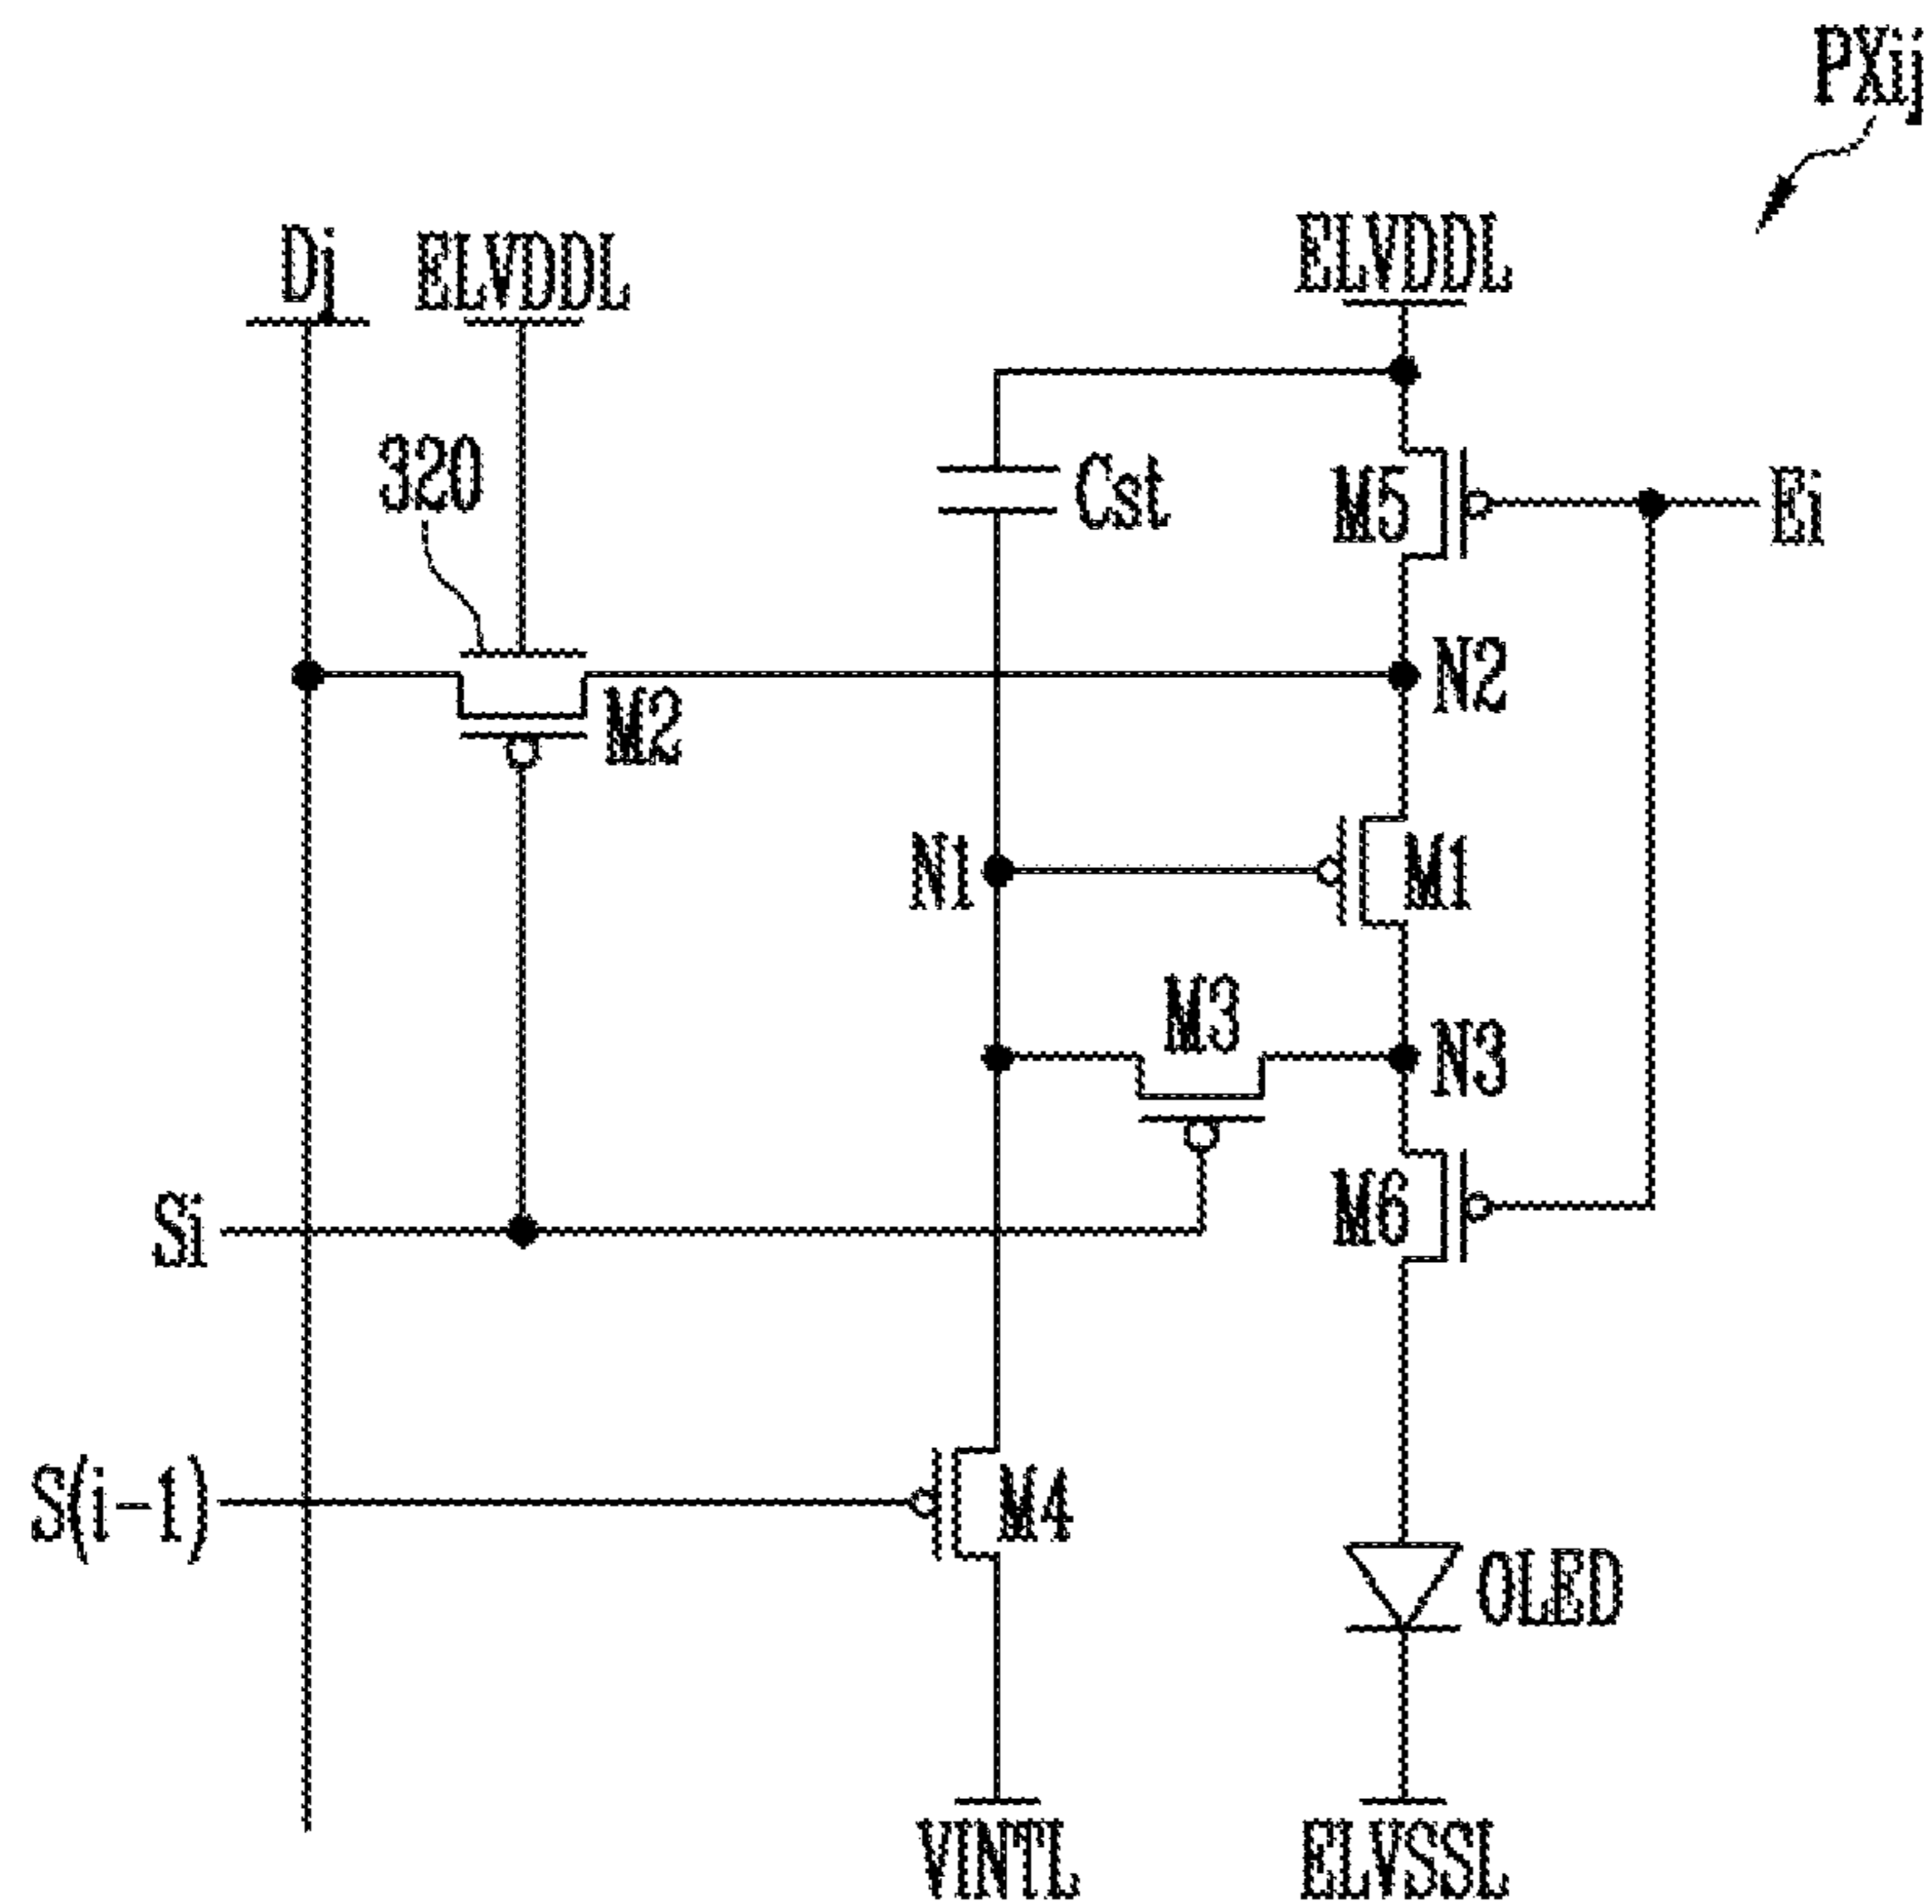 PXij
Dj
ELVDDL
ELVDDL
320
Cst
M5
Ei
M2
N2
N1
M1
M3
N3
Si
M6
S(i-1)
M4
OLED
VINTL
ELVSSL